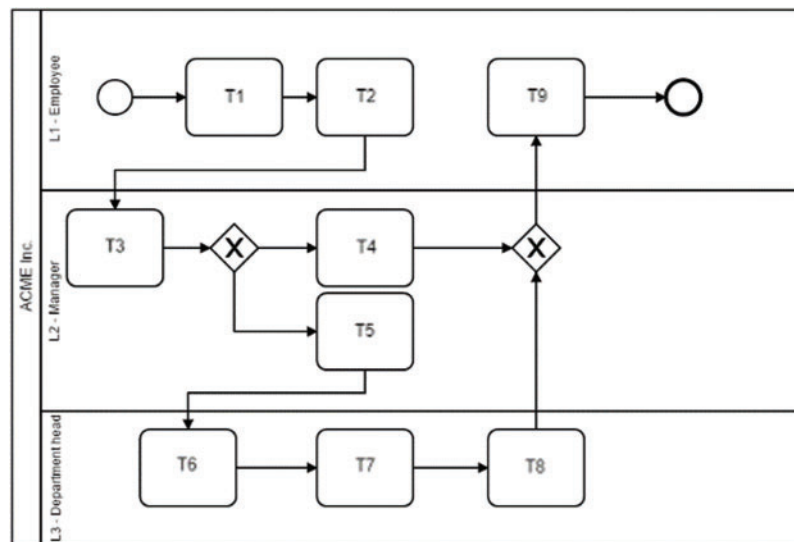 ACME Inc.
L1 - Employee
T1
T2
T9
L2 - Manager
T3
X
T4
X
T5
L3 - Department head
T6
T7
T8